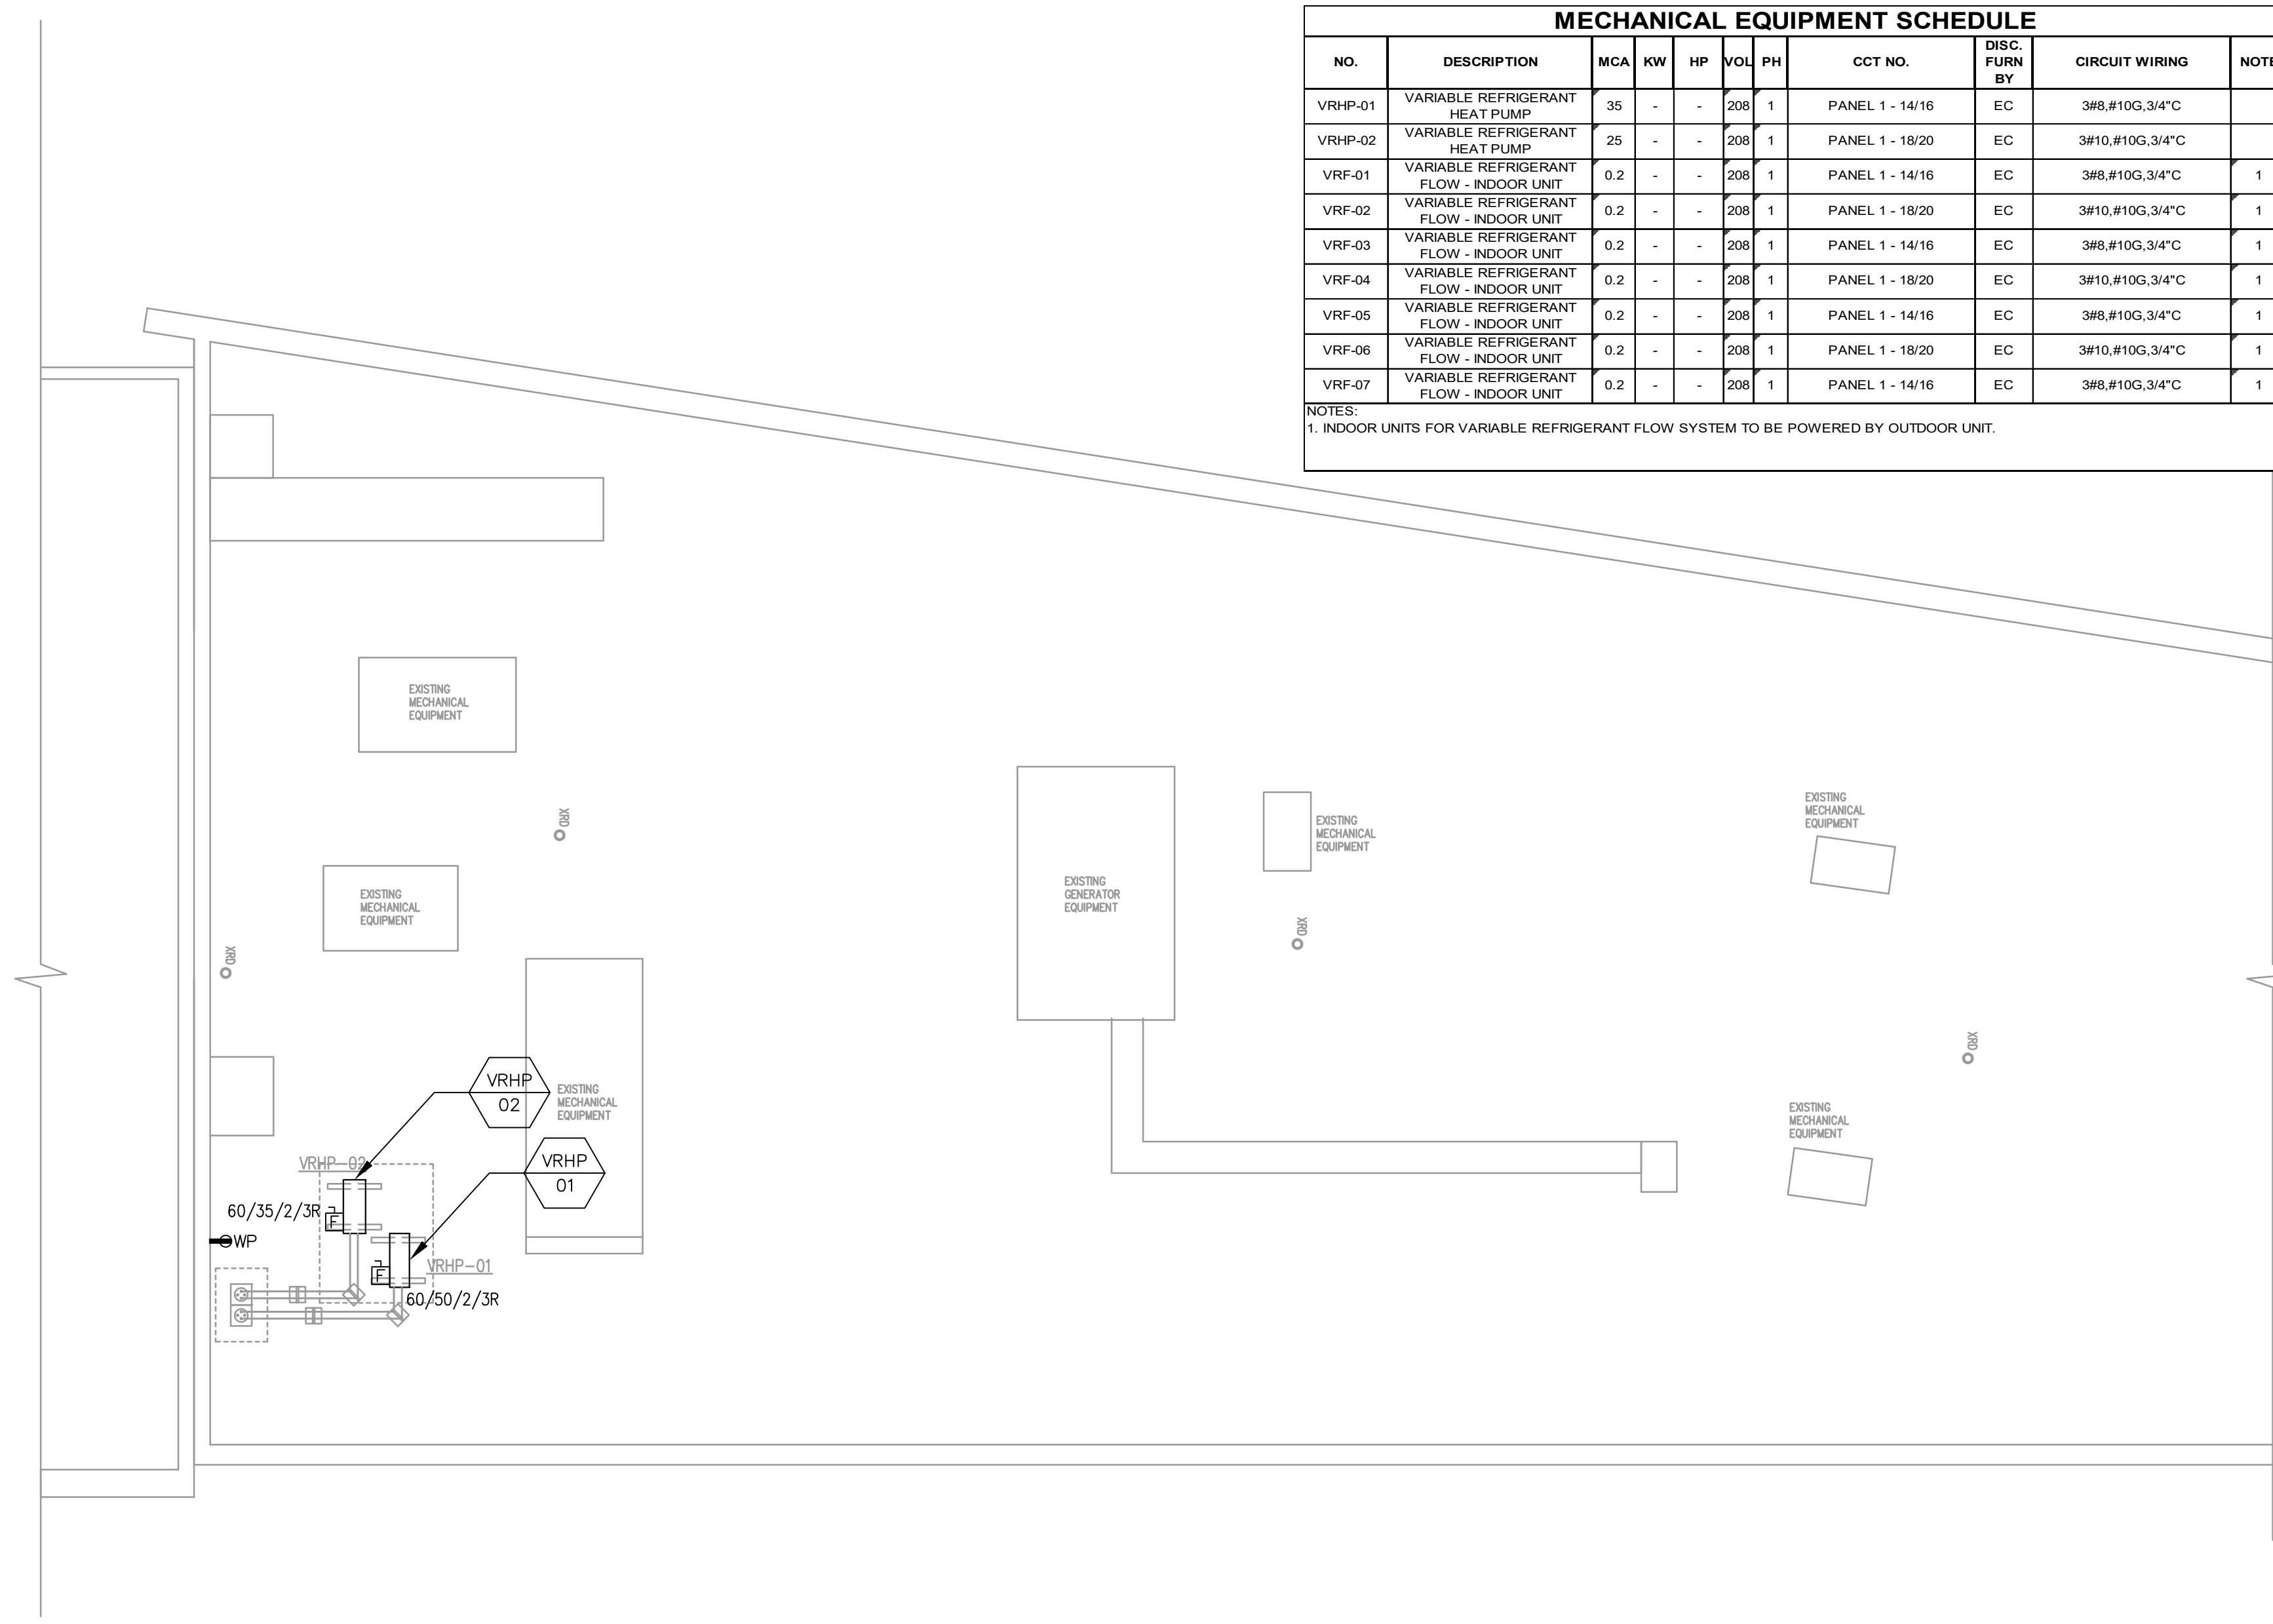 MECHANICAL EQUIPMENT SCHEDULE
NO. DESCRIPTION MCA KW HP VOL PH CCT NO. DISC. FURN BY CIRCUIT WIRING NOTE
VRHP-01 VARIABLE REFRIGERANT HEAT PUMP 35 - - 208 1 PANEL 1 - 14/16 EC 3#8,#10G,3/4"C
VRHP-02 VARIABLE REFRIGERANT HEAT PUMP 25 - - 208 1 PANEL 1 - 18/20 EC 3#10,#10G,3/4"C
VRF-01 VARIABLE REFRIGERANT FLOW - INDOOR UNIT 0.2 - - 208 1 PANEL 1 - 14/16 EC 3#8,#10G,3/4"C 1
VRF-02 VARIABLE REFRIGERANT FLOW - INDOOR UNIT 0.2 - - 208 1 PANEL 1 - 18/20 EC 3#10,#10G,3/4"C 1
VRF-03 VARIABLE REFRIGERANT FLOW - INDOOR UNIT 0.2 - - 208 1 PANEL 1 - 14/16 EC 3#8,#10G,3/4"C 1
VRF-04 VARIABLE REFRIGERANT FLOW - INDOOR UNIT 0.2 - - 208 1 PANEL 1 - 18/20 EC 3#10,#10G,3/4"C 1
VRF-05 VARIABLE REFRIGERANT FLOW - INDOOR UNIT 0.2 - - 208 1 PANEL 1 - 14/16 EC 3#8,#10G,3/4"C 1
VRF-06 VARIABLE REFRIGERANT FLOW - INDOOR UNIT 0.2 - - 208 1 PANEL 1 - 18/20 EC 3#10,#10G,3/4"C 1
VRF-07 VARIABLE REFRIGERANT FLOW - INDOOR UNIT 0.2 - - 208 1 PANEL 1 - 14/16 EC 3#8,#10G,3/4"C 1
NOTES:
1. INDOOR UNITS FOR VARIABLE REFRIGERANT FLOW SYSTEM TO BE POWERED BY OUTDOOR UNIT.
EXISTING
MECHANICAL
EQUIPMENT
XRD
EXISTING
MECHANICAL
EQUIPMENT
XRD
EXISTING
GENERATOR
EQUIPMENT
EXISTING
MECHANICAL
EQUIPMENT
XRD
EXISTING
MECHANICAL
EQUIPMENT
XRD
EXISTING
MECHANICAL
EQUIPMENT
VRHP
02
EXISTING
MECHANICAL
EQUIPMENT
VRHP
01
VRHP-02
60/35/2/3R
F
WP
F
VRHP-01
60/50/2/3R